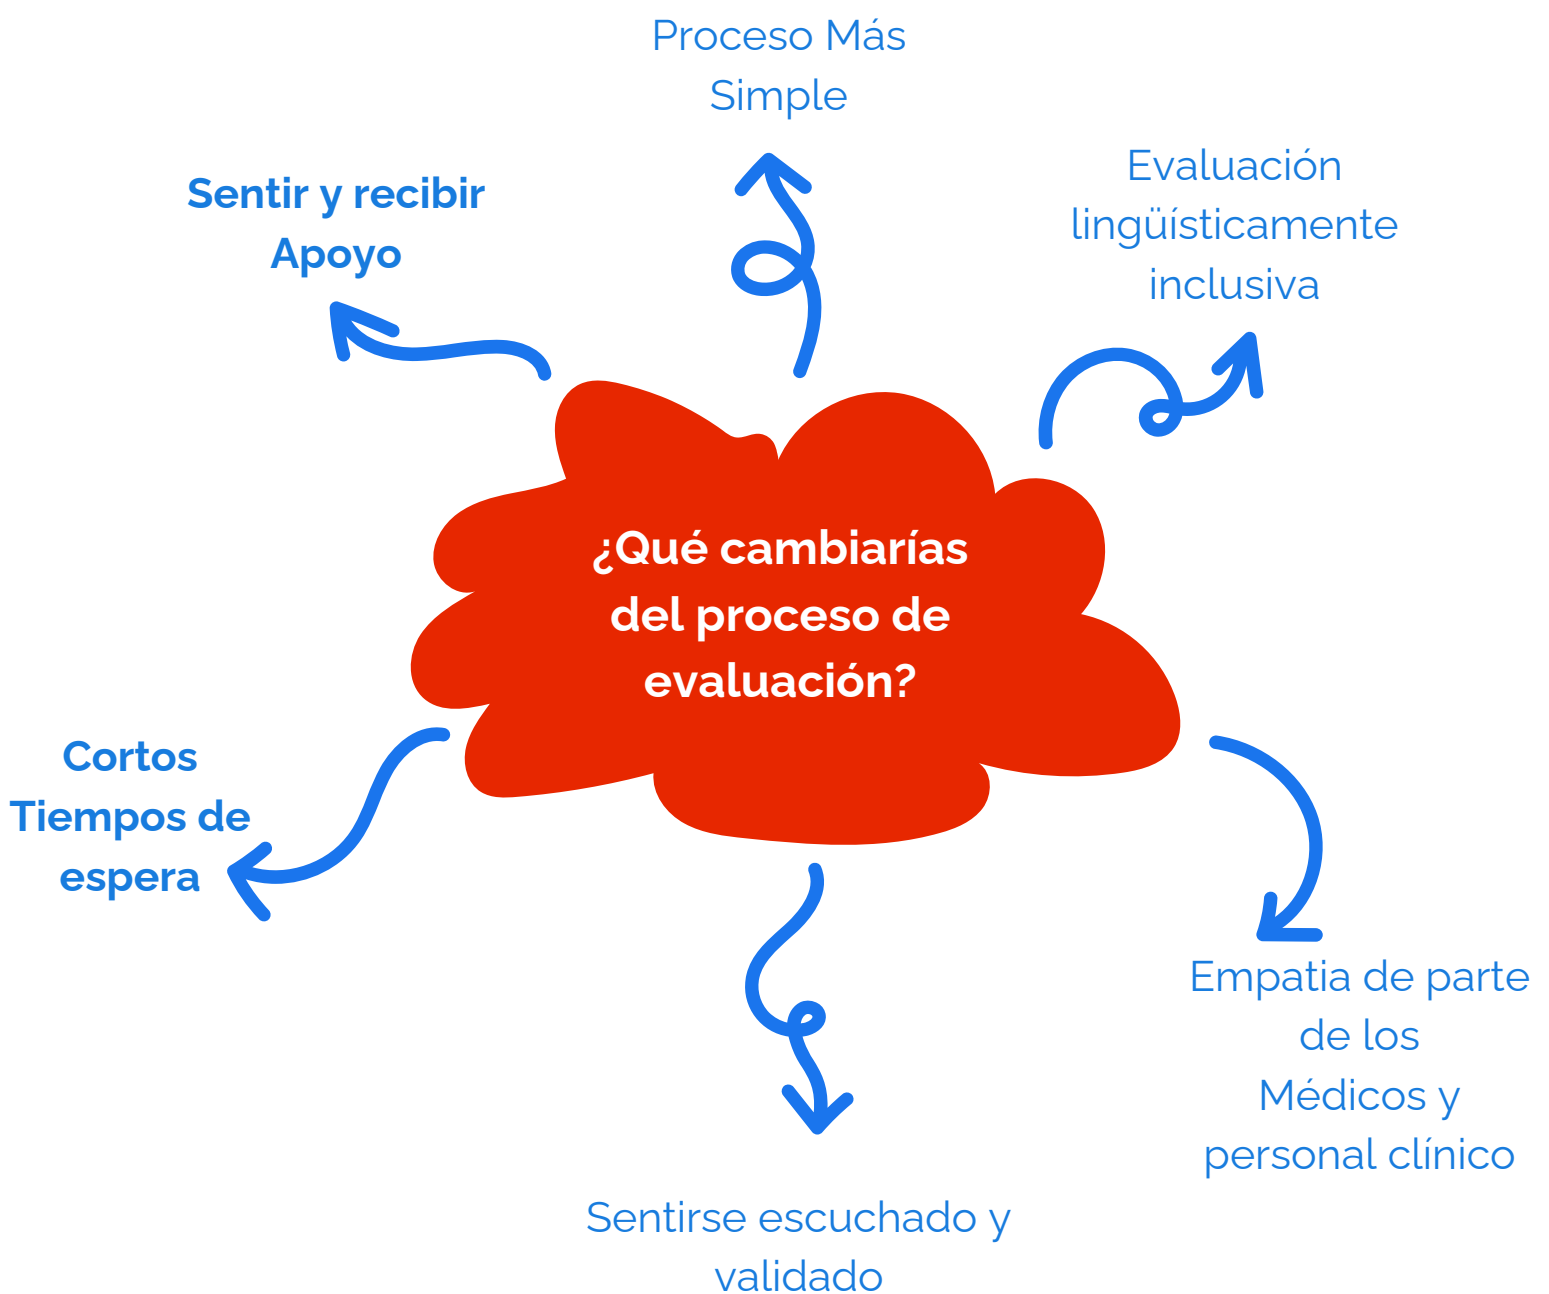 Proceso Más
Simple
Sentir y recibir
Apoyo
Evaluación
lingüísticamente
inclusiva
¿Qué cambiarías
del proceso de
evaluación?
Cortos
Tiempos de
espera
Empatia de parte
de los
Médicos y
personal clínico
Sentirse escuchado y
validado